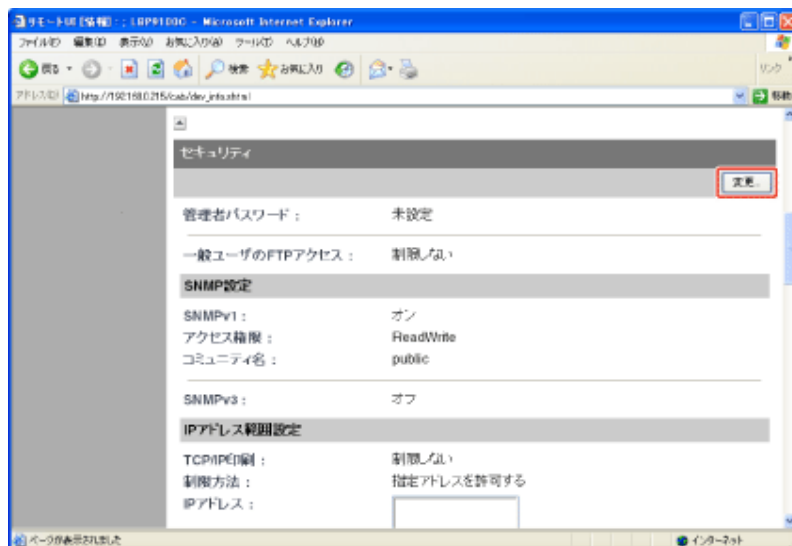 リモートUI [情報] : ; LBP9100C - Microsoft Internet Explorer
ファイル(F) 編集(E) 表示(V) お気に入り(A) ツール(T) ヘルプ(H)
戻る 検索 お気に入り リンク
アドレス(D) http://192.168.0.215/cab/dev_info.shtml 移動
セキュリティ
変更...
管理者パスワード : 未設定
一般ユーザのFTPアクセス : 制限しない
SNMP設定
SNMPv1 : オン
アクセス権限 : ReadWrite
コミュニティ名 : public
SNMPv3 : オフ
IPアドレス範囲設定
TCP/IP印刷 : 制限しない
制限方法 : 指定アドレスを許可する
IPアドレス :
ページが表示されました インターネット